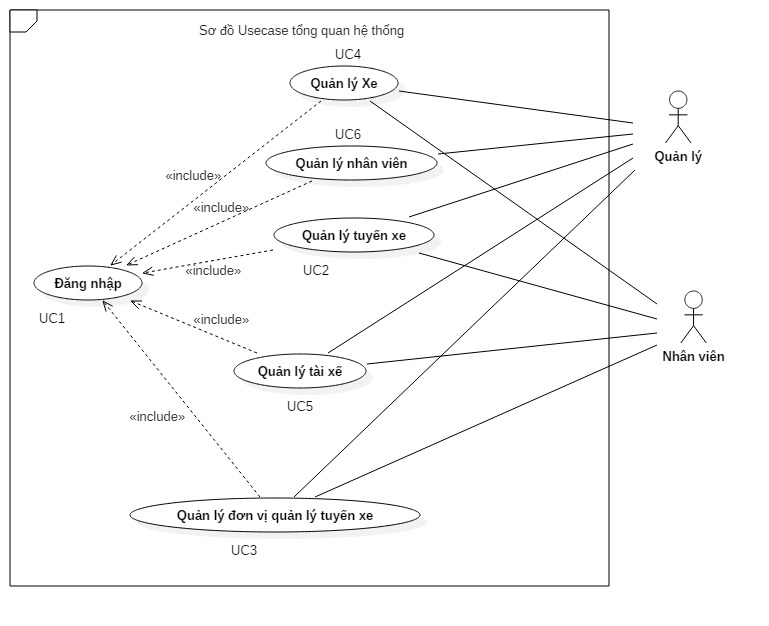 Sơ đồ Usecase tổng quan hệ thống
UC4
Quản lý Xe
UC6
Quản lý nhân viên
Quản lý
«include»
«include»
Quản lý tuyến xe
«include»
UC2
Đăng nhập
UC1
«include»
Nhân viên
Quản lý tài xế
UC5
«include»
Quản lý đơn vị quản lý tuyến xe
UC3